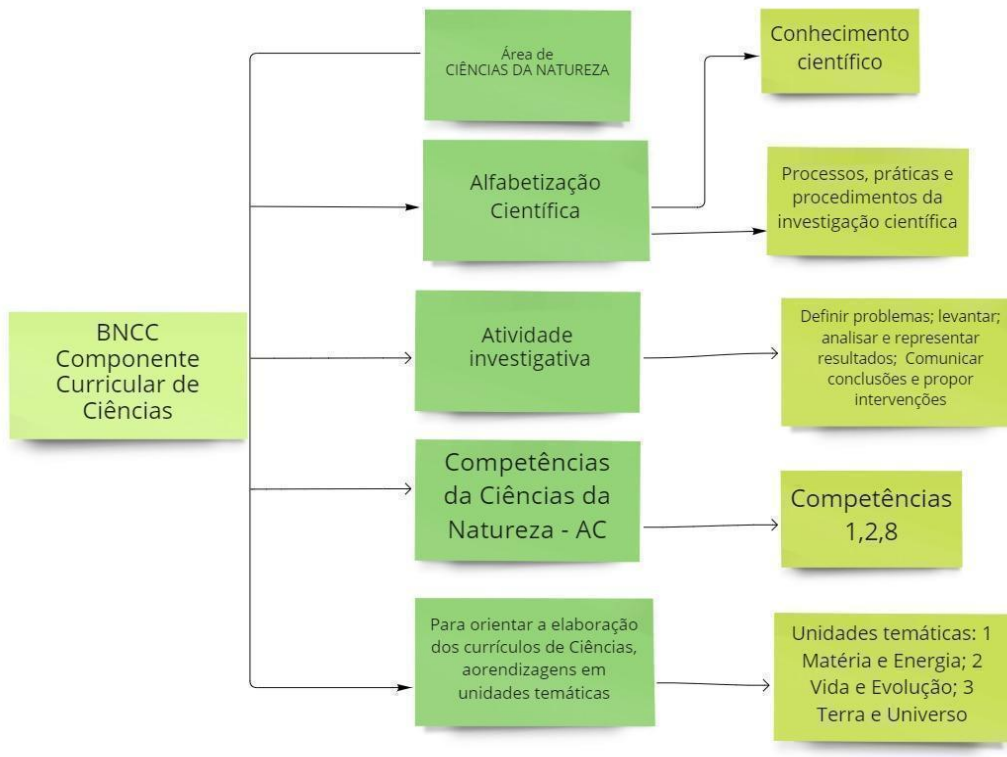 Área de
CIÊNCIAS DA NATUREZA
Conhecimento
científico
Alfabetização
Científica
Processos, práticas e
procedimentos da
investigação científica
BNCC
Componente
Curricular de
Ciências
Atividade
investigativa
Definir problemas; levantar;
analisar e representar
resultados; Comunicar
conclusões e propor
intervenções
Competências
da Ciências da
Natureza - AC
Competências
1,2,8
Para orientar a elaboração
dos currículos de Ciências,
aorendizagens em
unidades temáticas
Unidades temáticas: 1
Matéria e Energia; 2
Vida e Evolução; 3
Terra e Universo